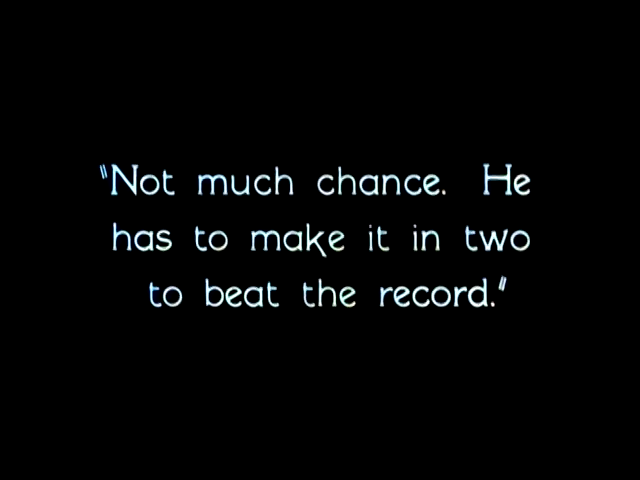 "Not much chance. He
has to make it in two
to beat the record."